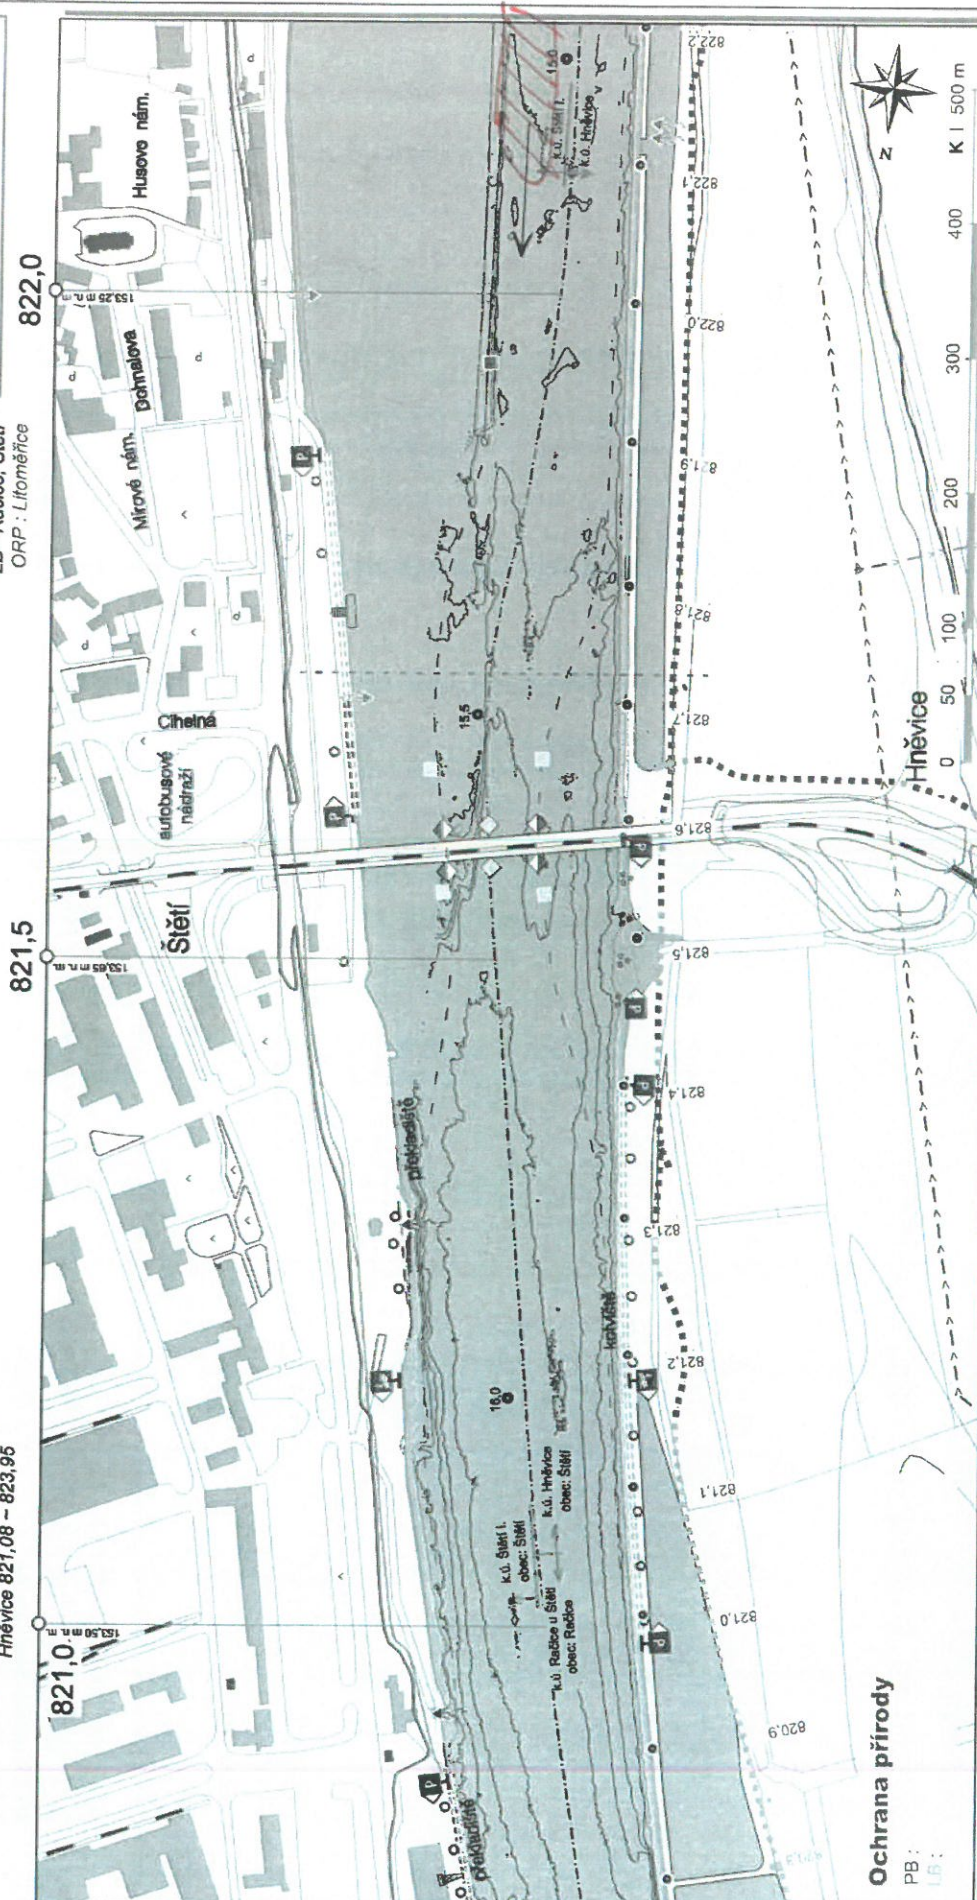 Hněvice 821,08 – 823,95
ORP : Litoměřice
821,0
821,5
822,0
153,50 m n. m.
153,65 m n. m.
153,25 m n. m.
Husovo nám.
Mírové nám.
Dohnalova
Cihelná
autobusové
nádraží
Štětí
překladiště
překladiště
kotviště
15,0
15,5
16,0
k.ú. Hněvice
k.ú. Štětí I.
obec: Štětí
k.ú. Hněvice
obec: Štětí
k.ú. Račice u Štětí
obec: Račice
P
P
P
P
820,9
821,0
821,1
821,2
821,3
821,4
821,5
821,6
821,7
821,8
821,9
822,0
822,1
822,2
Hněvice
N
0 50 100 200 300 400 500 m
K I
Ochrana přírody
PB :
LB :